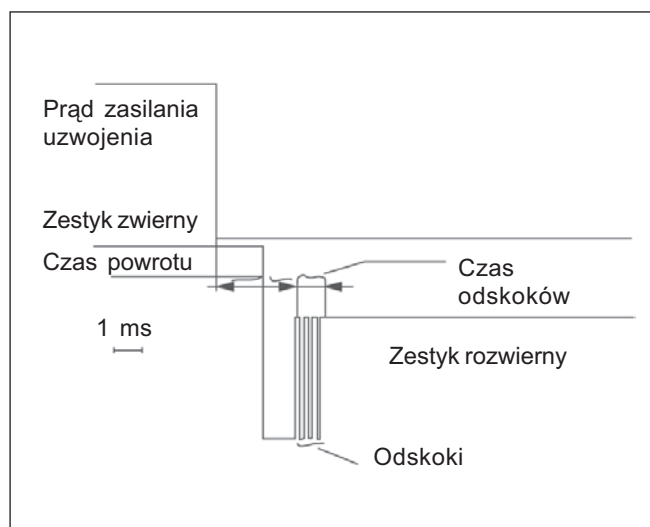 Prąd zasilania
uzwojenia
Zestyk zwierny
Czas powrotu
Czas
odskoków
1 ms
Zestyk rozwierny
Odskoki